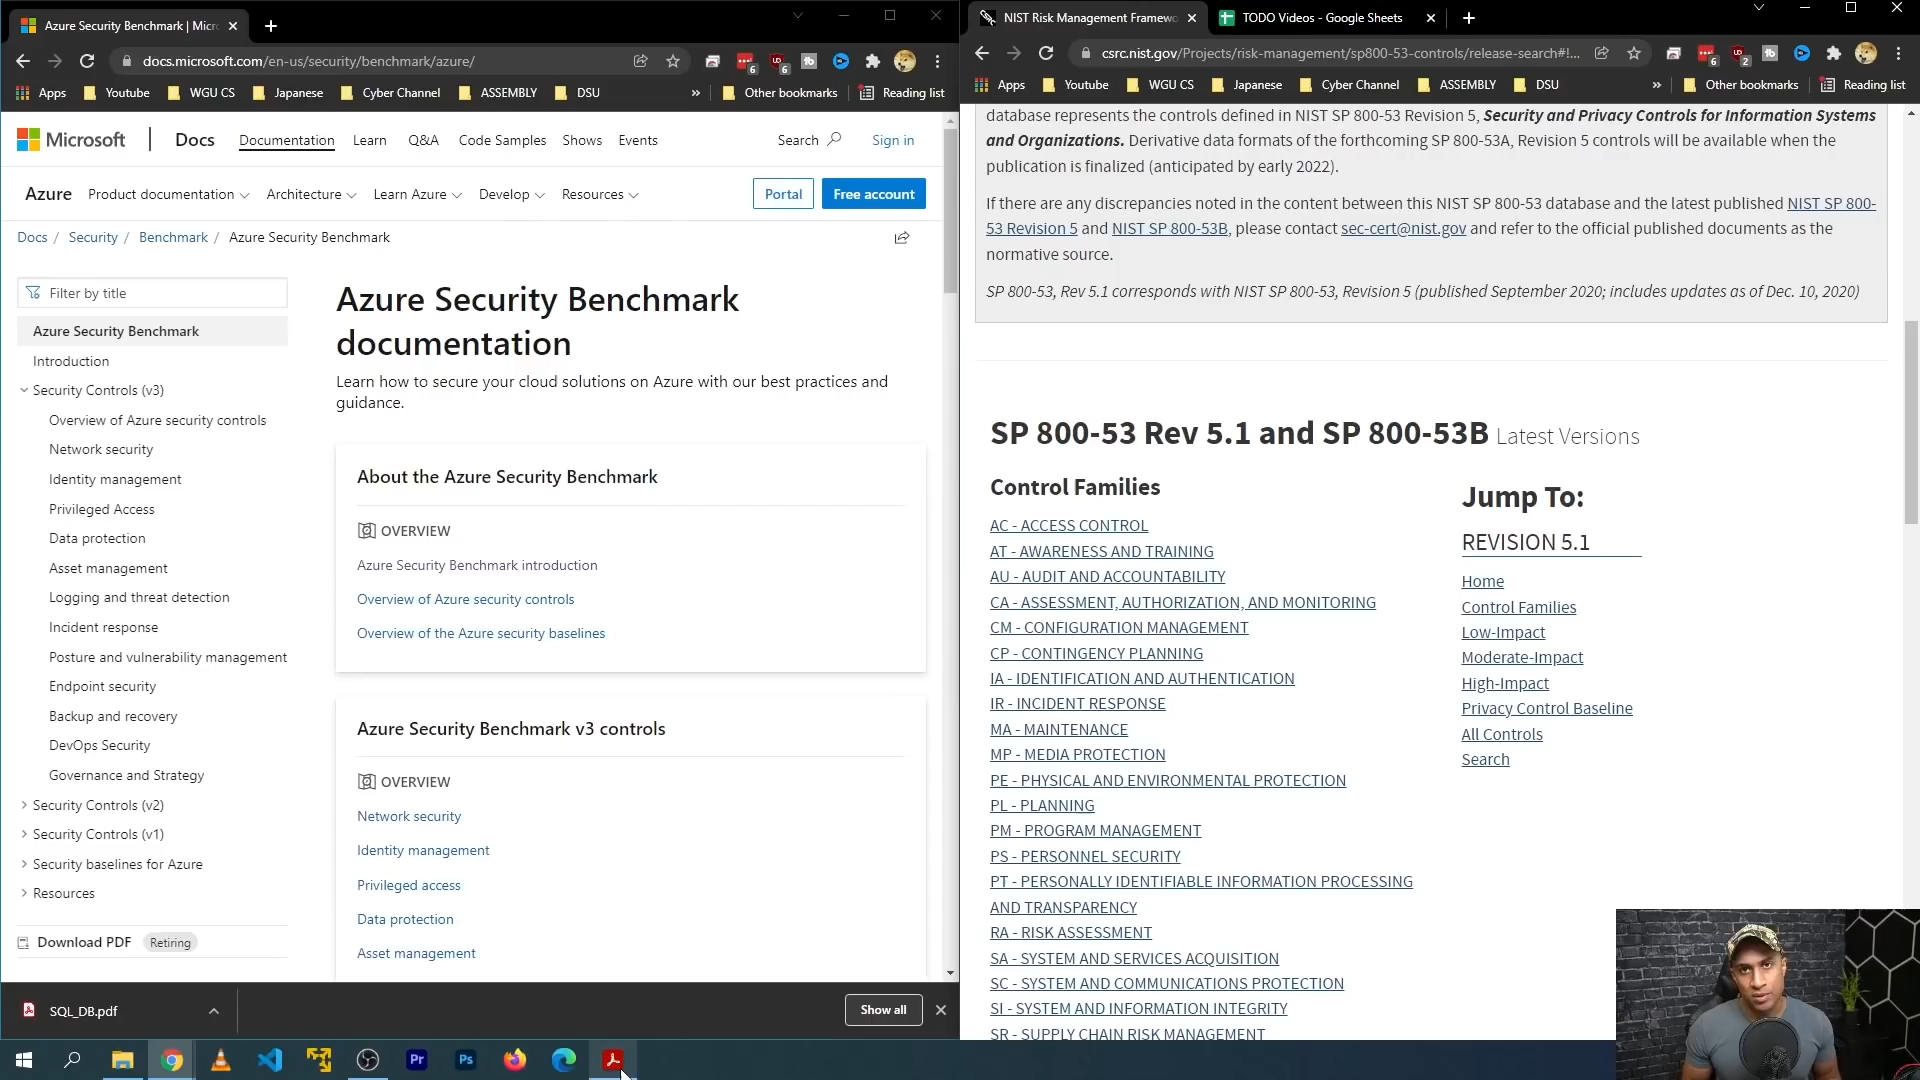 Azure Security Benchmark | Micr
docs.microsoft.com/en-us/security/benchmark/azure/
6
6
Apps
Youtube
WGU CS
Japanese
Cyber Channel
ASSEMBLY
DSU
»
Other bookmarks
Reading list
Microsoft
Docs
Documentation
Learn
Q&A
Code Samples
Shows
Events
Search
Sign in
Azure
Product documentation
Architecture
Learn Azure
Develop
Resources
Portal
Free account
Docs / Security / Benchmark / Azure Security Benchmark
Filter by title
Azure Security Benchmark
Introduction
Security Controls (v3)
Overview of Azure security controls
Network security
Identity management
Privileged Access
Data protection
Asset management
Logging and threat detection
Incident response
Posture and vulnerability management
Endpoint security
Backup and recovery
DevOps Security
Governance and Strategy
Security Controls (v2)
Security Controls (v1)
Security baselines for Azure
Resources
Download PDF
Retiring
Azure Security Benchmark
documentation
Learn how to secure your cloud solutions on Azure with our best practices and
guidance.
About the Azure Security Benchmark
OVERVIEW
Azure Security Benchmark introduction
Overview of Azure security controls
Overview of the Azure security baselines
Azure Security Benchmark v3 controls
OVERVIEW
Network security
Identity management
Privileged access
Data protection
Asset management
SQL_DB.pdf
Show all
NIST Risk Management Framewo
TODO Videos - Google Sheets
csrc.nist.gov/Projects/risk-management/sp800-53-controls/release-search#!...
6
2
Apps
Youtube
WGU CS
Japanese
Cyber Channel
ASSEMBLY
DSU
»
Other bookmarks
Reading list
database represents the controls defined in NIST SP 800-53 Revision 5, Security and Privacy Controls for Information Systems
and Organizations. Derivative data formats of the forthcoming SP 800-53A, Revision 5 controls will be available when the
publication is finalized (anticipated by early 2022).
If there are any discrepancies noted in the content between this NIST SP 800-53 database and the latest published NIST SP 800-
53 Revision 5 and NIST SP 800-53B, please contact sec-cert@nist.gov and refer to the official published documents as the
normative source.
SP 800-53, Rev 5.1 corresponds with NIST SP 800-53, Revision 5 (published September 2020; includes updates as of Dec. 10, 2020)
SP 800-53 Rev 5.1 and SP 800-53B Latest Versions
Control Families
AC - ACCESS CONTROL
AT - AWARENESS AND TRAINING
AU - AUDIT AND ACCOUNTABILITY
CA - ASSESSMENT, AUTHORIZATION, AND MONITORING
CM - CONFIGURATION MANAGEMENT
CP - CONTINGENCY PLANNING
IA - IDENTIFICATION AND AUTHENTICATION
IR - INCIDENT RESPONSE
MA - MAINTENANCE
MP - MEDIA PROTECTION
PE - PHYSICAL AND ENVIRONMENTAL PROTECTION
PL - PLANNING
PM - PROGRAM MANAGEMENT
PS - PERSONNEL SECURITY
PT - PERSONALLY IDENTIFIABLE INFORMATION PROCESSING
AND TRANSPARENCY
RA - RISK ASSESSMENT
SA - SYSTEM AND SERVICES ACQUISITION
SC - SYSTEM AND COMMUNICATIONS PROTECTION
SI - SYSTEM AND INFORMATION INTEGRITY
SR - SUPPLY CHAIN RISK MANAGEMENT
Jump To:
REVISION 5.1
Home
Control Families
Low-Impact
Moderate-Impact
High-Impact
Privacy Control Baseline
All Controls
Search
Pr
Ps